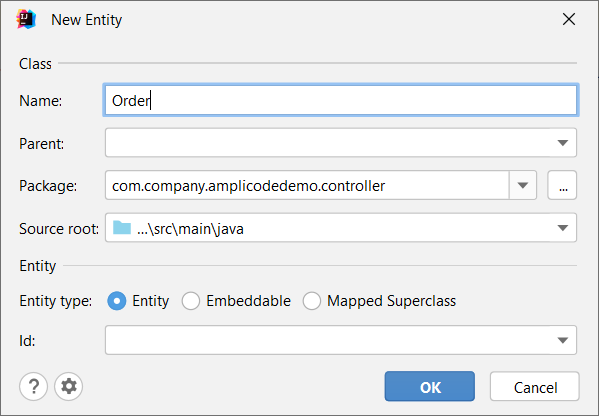 New Entity
Class
Name: Order
Parent:
Package: com.company.amplicodedemo.controller ...
Source root: ...\src\main\java
Entity
Entity type: Entity Embeddable Mapped Superclass
Id:
? OK Cancel